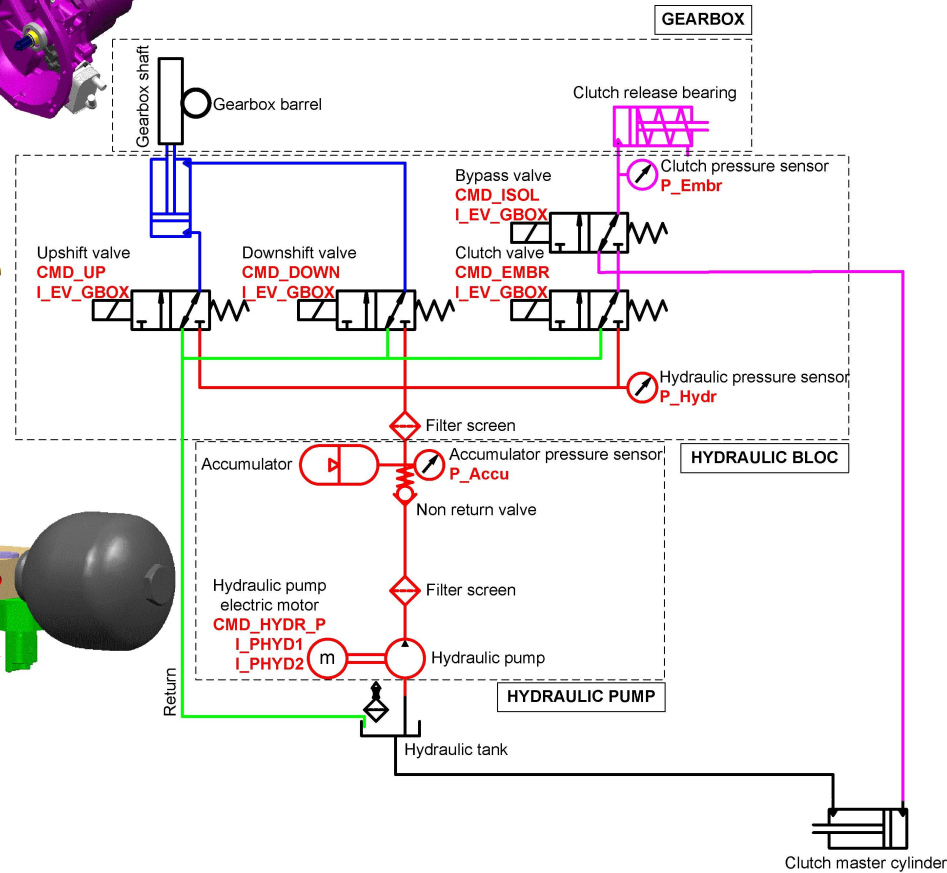 GEARBOX
Gearbox shaft
Gearbox barrel
Clutch release bearing
Clutch pressure sensor
P_Embr
Bypass valve
CMD_ISOL
I_EV_GBOX
Upshift valve
CMD_UP
I_EV_GBOX
Downshift valve
CMD_DOWN
I_EV_GBOX
Clutch valve
CMD_EMBR
I_EV_GBOX
Hydraulic pressure sensor
P_Hydr
Filter screen
HYDRAULIC BLOC
Accumulator
Accumulator pressure sensor
P_Accu
Non return valve
Hydraulic pump
electric motor
CMD_HYDR_P
I_PHYD1
I_PHYD2
Filter screen
m
Hydraulic pump
HYDRAULIC PUMP
Return
Hydraulic tank
Clutch master cylinder